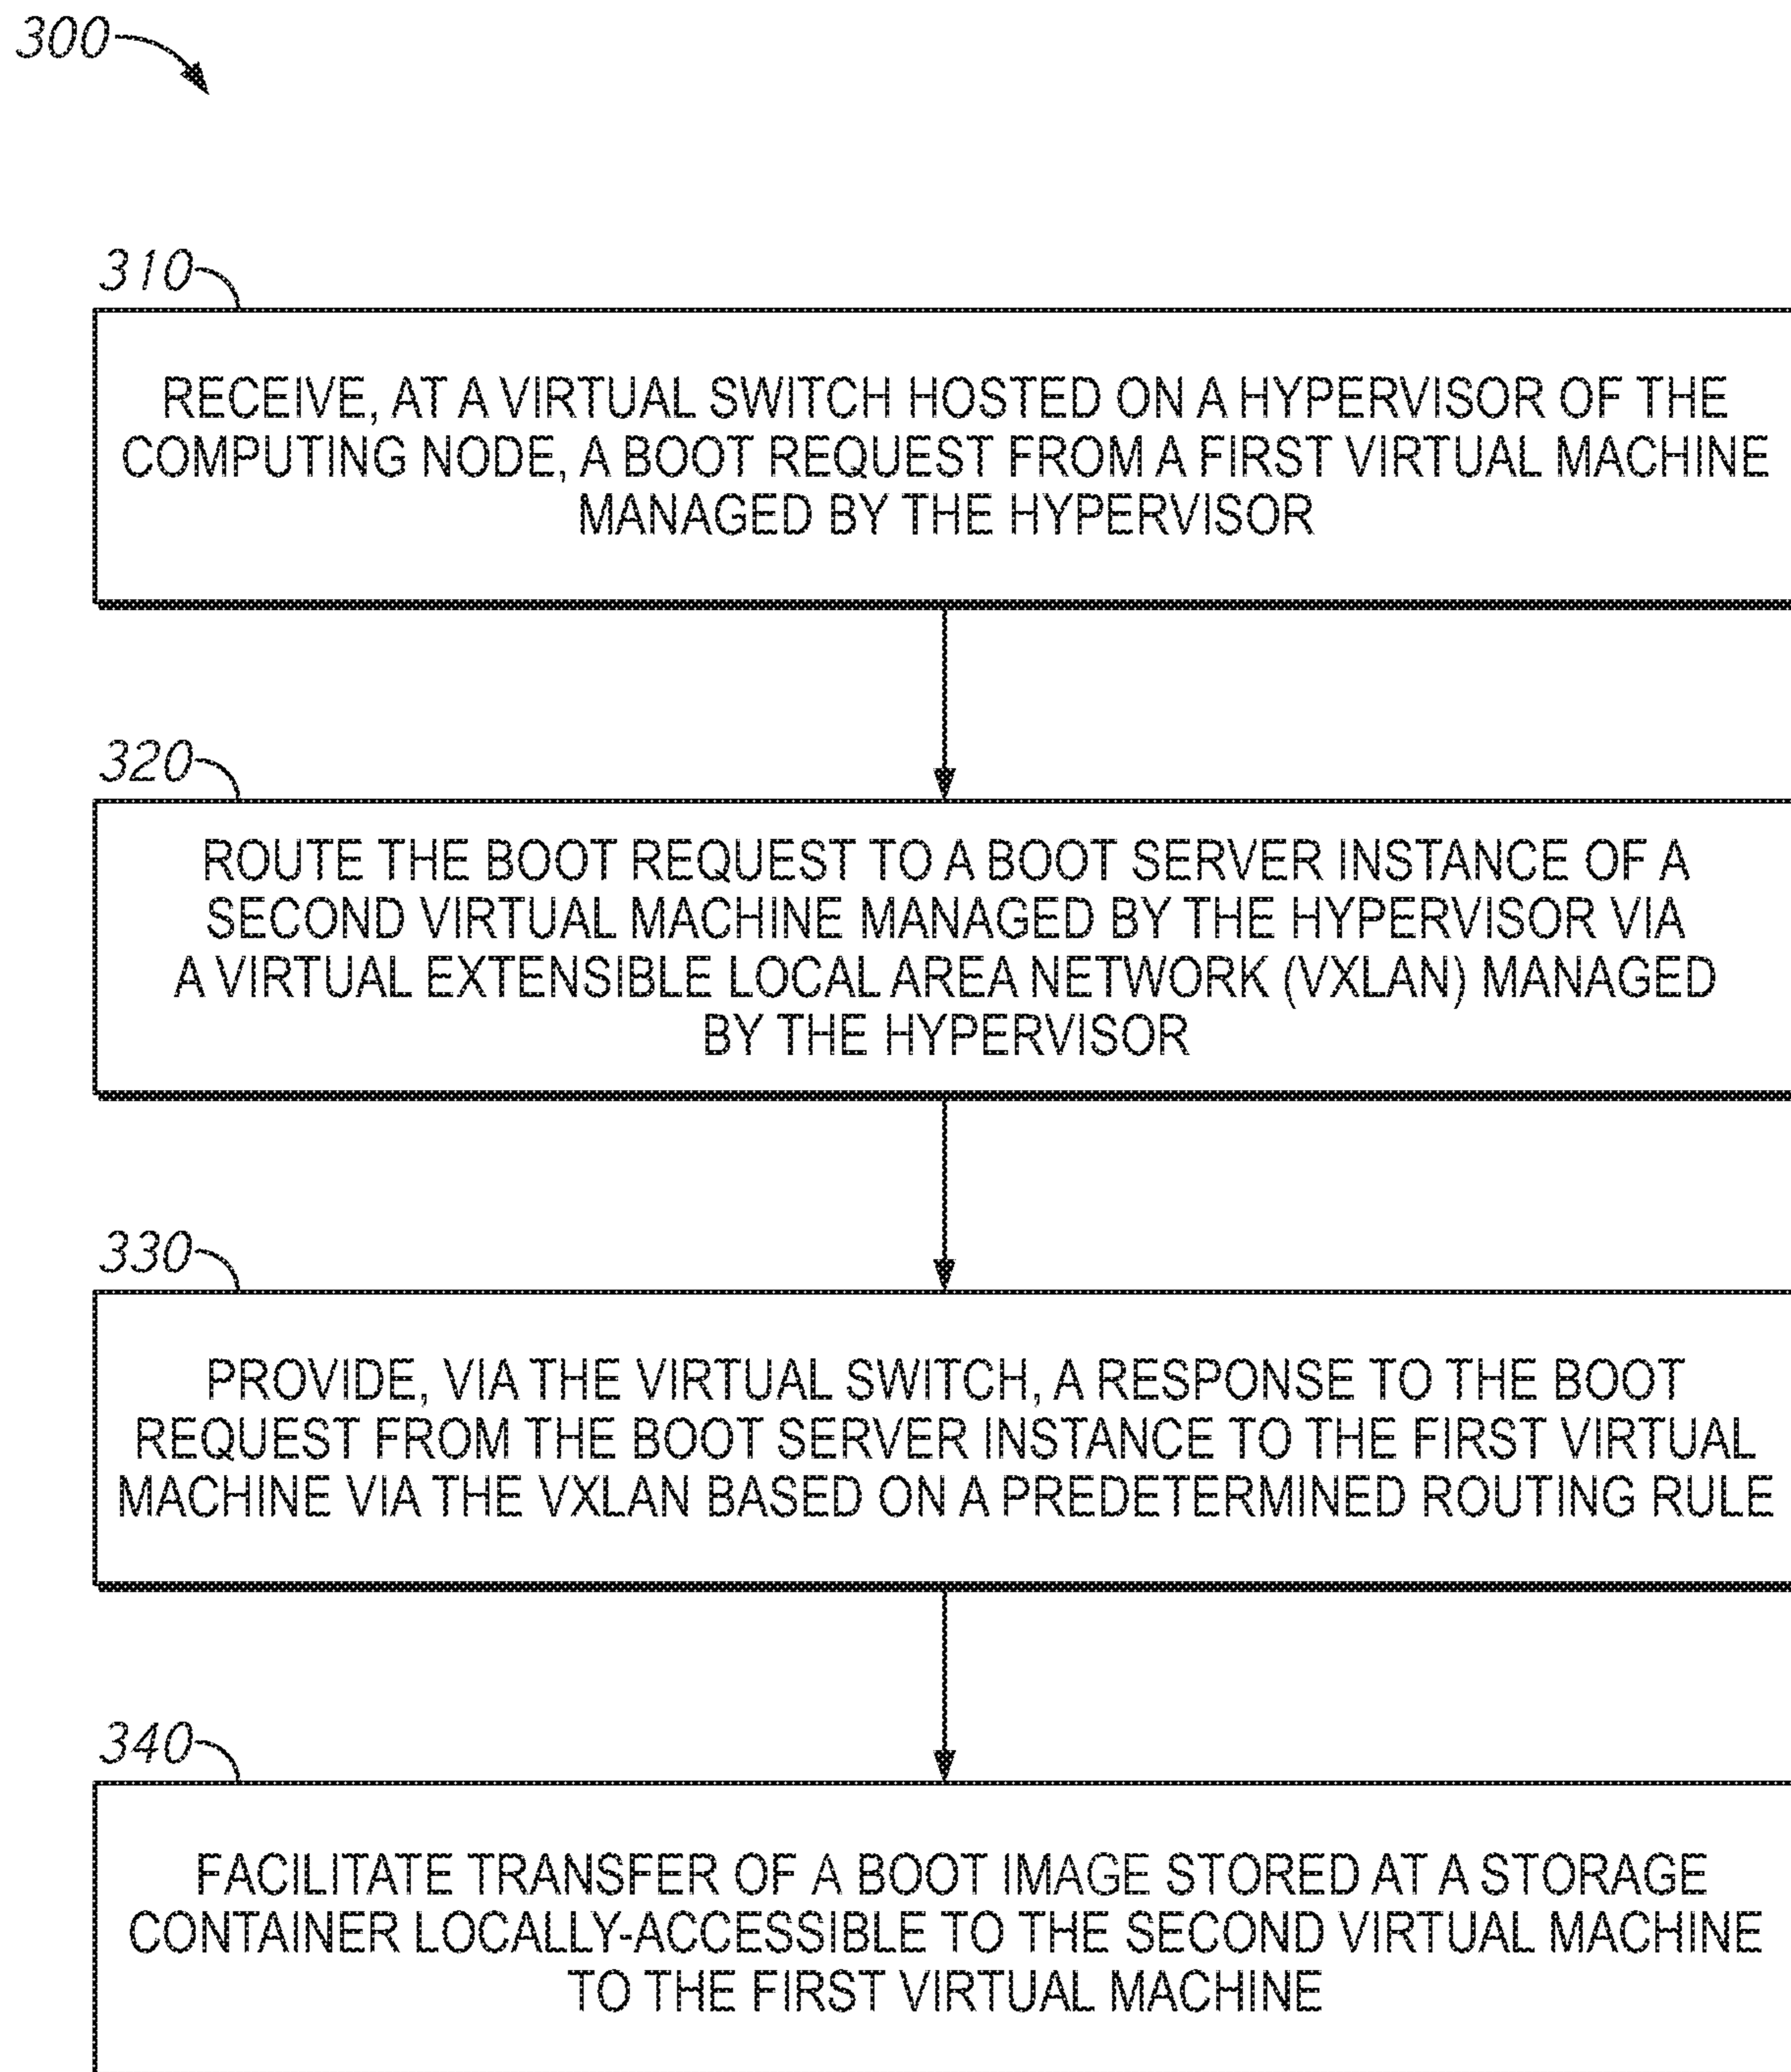 300
310
RECEIVE, AT A VIRTUAL SWITCH HOSTED ON A HYPERVISOR OF THE
COMPUTING NODE, A BOOT REQUEST FROM A FIRST VIRTUAL MACHINE
MANAGED BY THE HYPERVISOR
320
ROUTE THE BOOT REQUEST TO A BOOT SERVER INSTANCE OF A
SECOND VIRTUAL MACHINE MANAGED BY THE HYPERVISOR VIA
A VIRTUAL EXTENSIBLE LOCAL AREA NETWORK (VXLAN) MANAGED
BY THE HYPERVISOR
330
PROVIDE, VIA THE VIRTUAL SWITCH, A RESPONSE TO THE BOOT
REQUEST FROM THE BOOT SERVER INSTANCE TO THE FIRST VIRTUAL
MACHINE VIA THE VXLAN BASED ON A PREDETERMINED ROUTING RULE
340
FACILITATE TRANSFER OF A BOOT IMAGE STORED AT A STORAGE
CONTAINER LOCALLY-ACCESSIBLE TO THE SECOND VIRTUAL MACHINE
TO THE FIRST VIRTUAL MACHINE